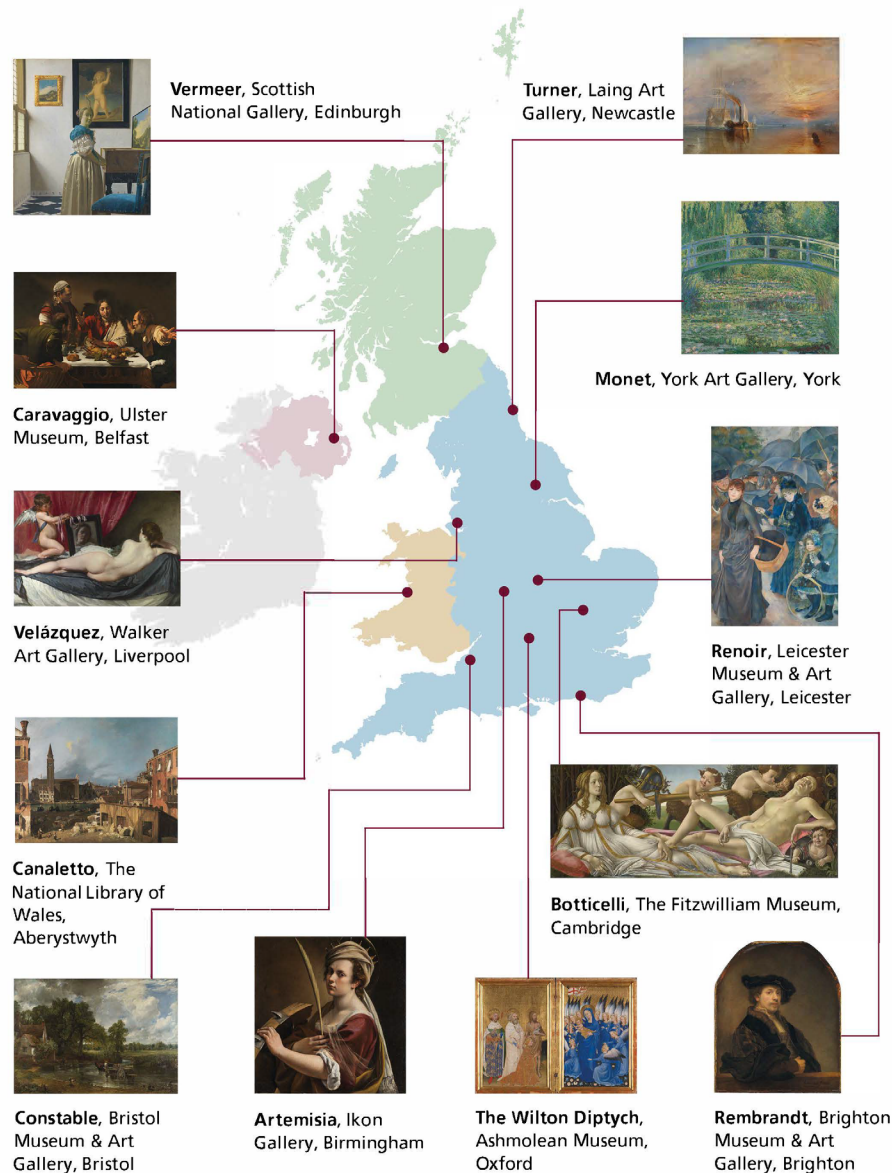 Vermeer, Scottish
National Gallery, Edinburgh
Turner, Laing Art
Gallery, Newcastle
Monet, York Art Gallery, York
Caravaggio, Ulster
Museum, Belfast
Velázquez, Walker
Art Gallery, Liverpool
Renoir, Leicester
Museum & Art
Gallery, Leicester
Canaletto, The
National Library of
Wales,
Aberystwyth
Botticelli, The Fitzwilliam Museum,
Cambridge
Constable, Bristol
Museum & Art
Gallery, Bristol
Artemisia, Ikon
Gallery, Birmingham
The Wilton Diptych,
Ashmolean Museum,
Oxford
Rembrandt, Brighton
Museum & Art
Gallery, Brighton